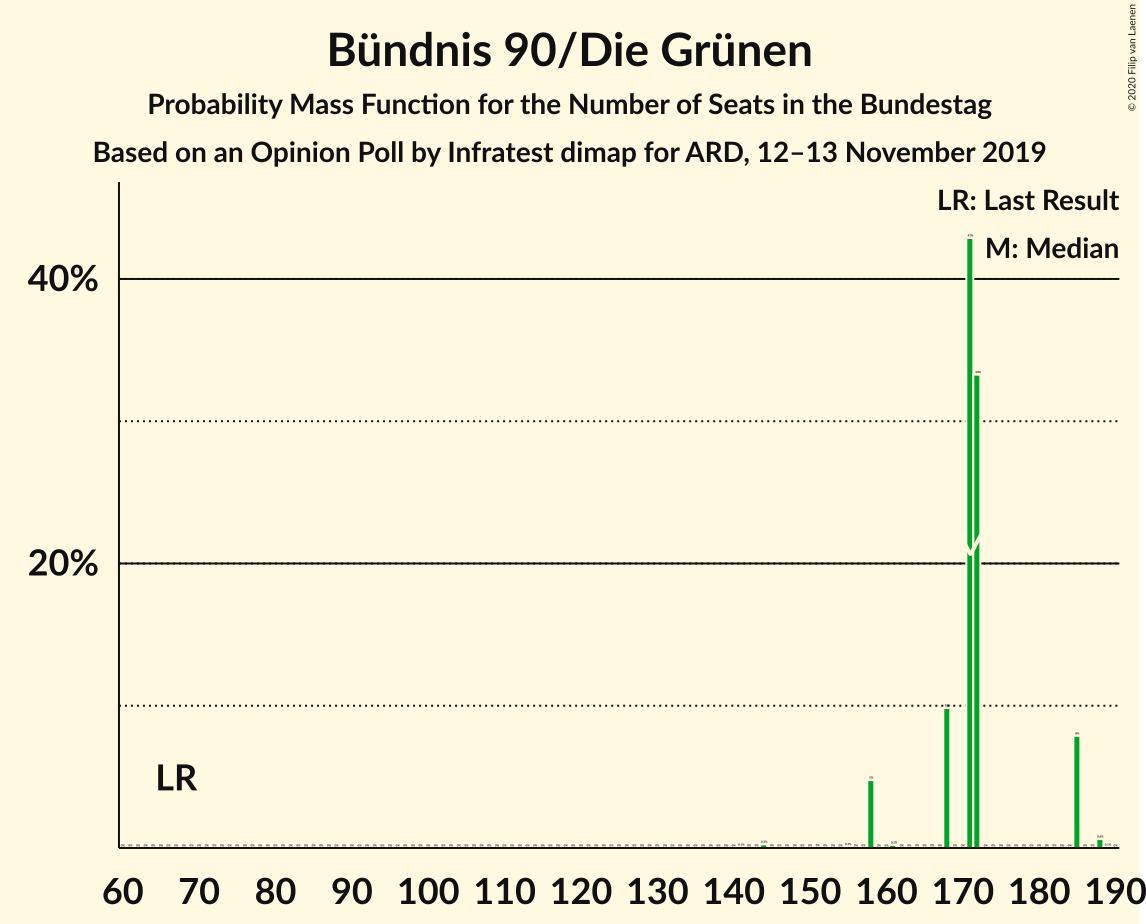 Bündnis 90/Die Grünen
Probability Mass Function for the Number of Seats in the Bundestag
Based on an Opinion Poll by Infratest dimap for ARD, 12–13 November 2019
© 2020 Filip van Laenen
LR: Last Result
M: Median
40%
20%
LR
60 70 80 90 100 110 120 130 140 150 160 170 180 190